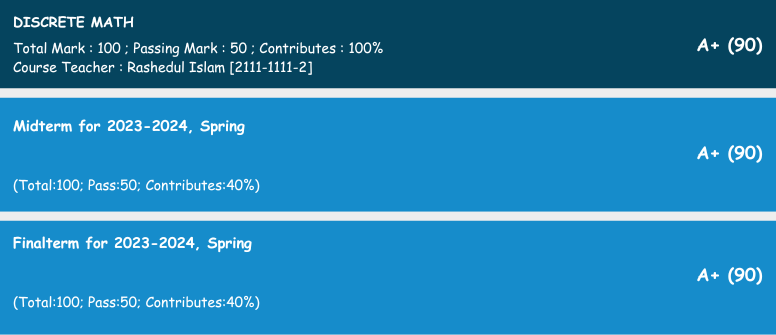 DISCRETE MATH
Total Mark : 100 ; Passing Mark : 50 ; Contributes : 100%
Course Teacher : Rashedul Islam [2111-1111-2]
A+ (90)
Midterm for 2023-2024, Spring
A+ (90)
(Total:100; Pass:50; Contributes:40%)
Finalterm for 2023-2024, Spring
A+ (90)
(Total:100; Pass:50; Contributes:40%)